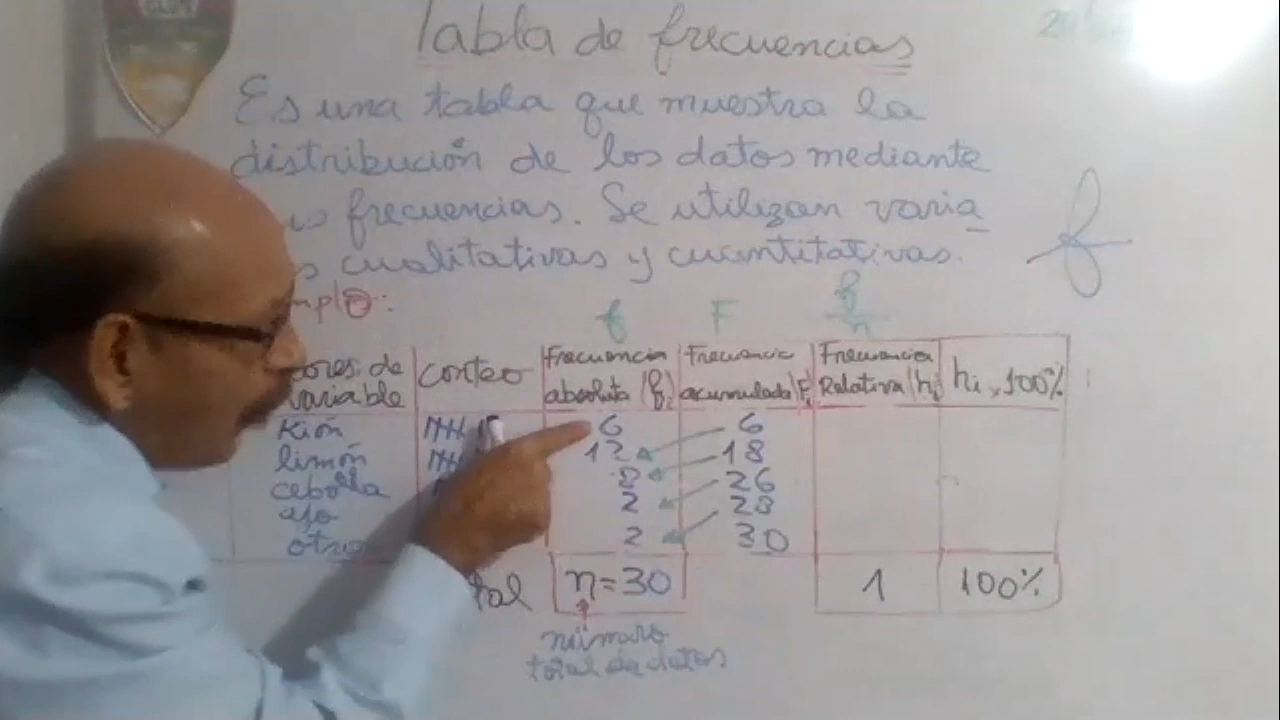 Tabla de frecuencias
Es una tabla que muestra la
distribución de los datos mediante
frecuencias. Se utilizan varia
cualitativas y cuantitativas.
f F f/n
variable conteo Frecuencia absoluta (fi) Frecuencia acumulada (Fi) Frecuencia Relativa (hi) hi x 100%
Kión 6 6
limón 12 18
cebolla 8 26
ajo 2 28
otro 2 30
n=30 1 100%
número
total de datos
f